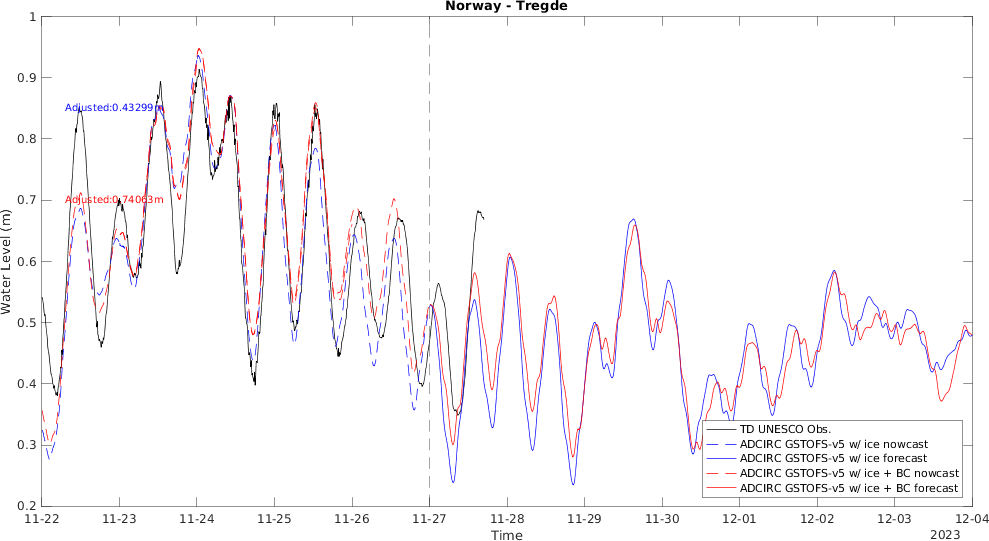 Norway - Tregde
Water Level (m)
1
0.9
0.8
0.7
0.6
0.5
0.4
0.3
0.2
Adjusted:0.43299m
Adjusted:0.74063m
TD UNESCO Obs.
ADCIRC GSTOFS-v5 w/ ice nowcast
ADCIRC GSTOFS-v5 w/ ice forecast
ADCIRC GSTOFS-v5 w/ ice + BC nowcast
ADCIRC GSTOFS-v5 w/ ice + BC forecast
11-22 11-23 11-24 11-25 11-26 11-27 11-28 11-29 11-30 12-01 12-02 12-03 12-04
Time
2023